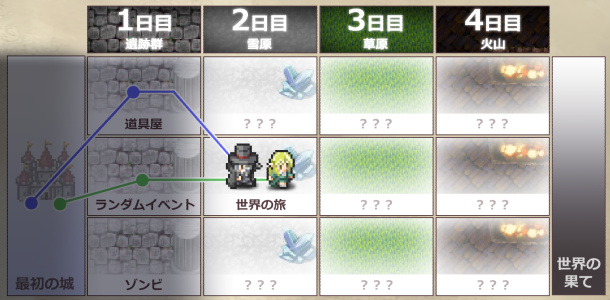 1日目
遺跡群
2日目
雪原
3日目
草原
4日目
火山
道具屋
？？？
？？？
？？？
ランダムイベント
世界の旅
？？？
？？？
最初の城
ゾンビ
？？？
？？？
？？？
世界の
果て